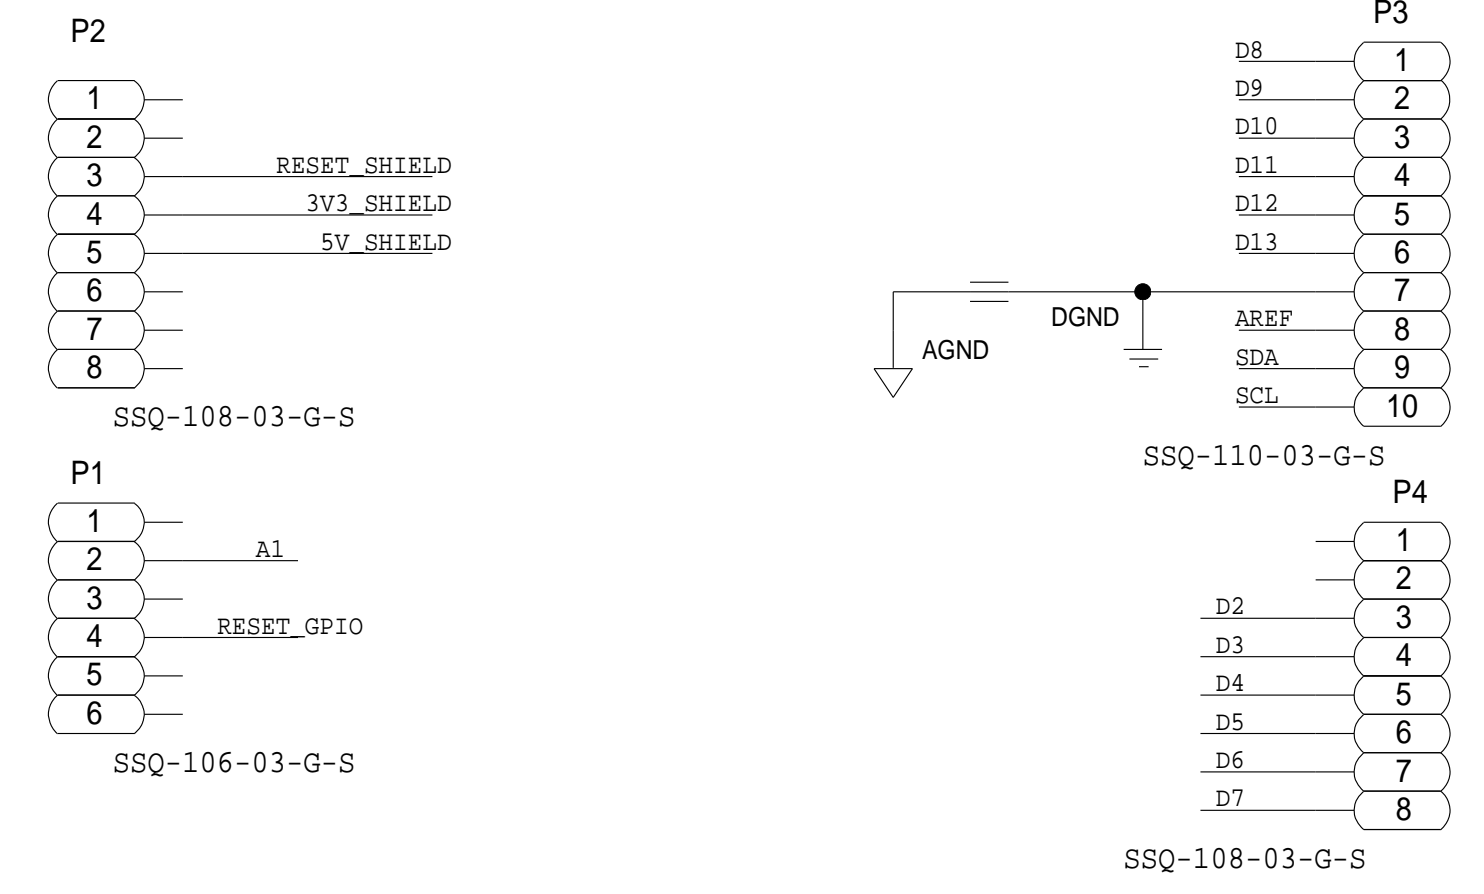 P2
1
2
3 RESET_SHIELD
4 3V3_SHIELD
5 5V_SHIELD
6
7
8
SSQ-108-03-G-S
P1
1
2 A1
3
4 RESET_GPIO
5
6
SSQ-106-03-G-S
P3
D8 1
D9 2
D10 3
D11 4
D12 5
D13 6
7
DGND
AGND
AREF 8
SDA 9
SCL 10
SSQ-110-03-G-S
P4
1
2
D2 3
D3 4
D4 5
D5 6
D6 7
D7 8
SSQ-108-03-G-S